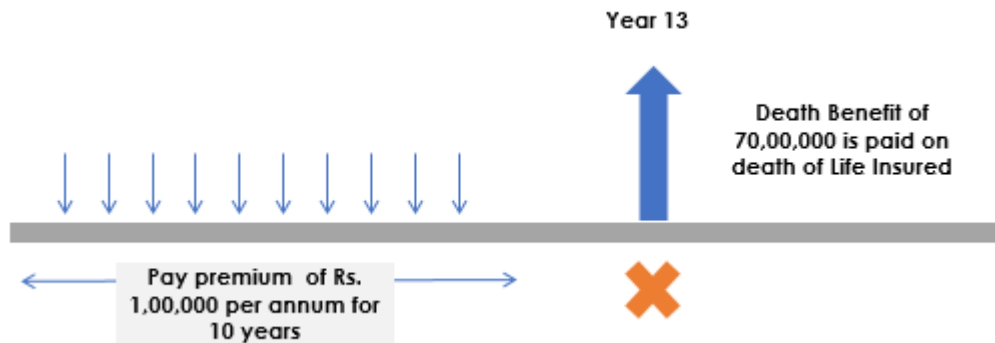 Year 13
Death Benefit of
70,00,000 is paid on
death of Life Insured
Pay premium of Rs.
1,00,000 per annum for
10 years